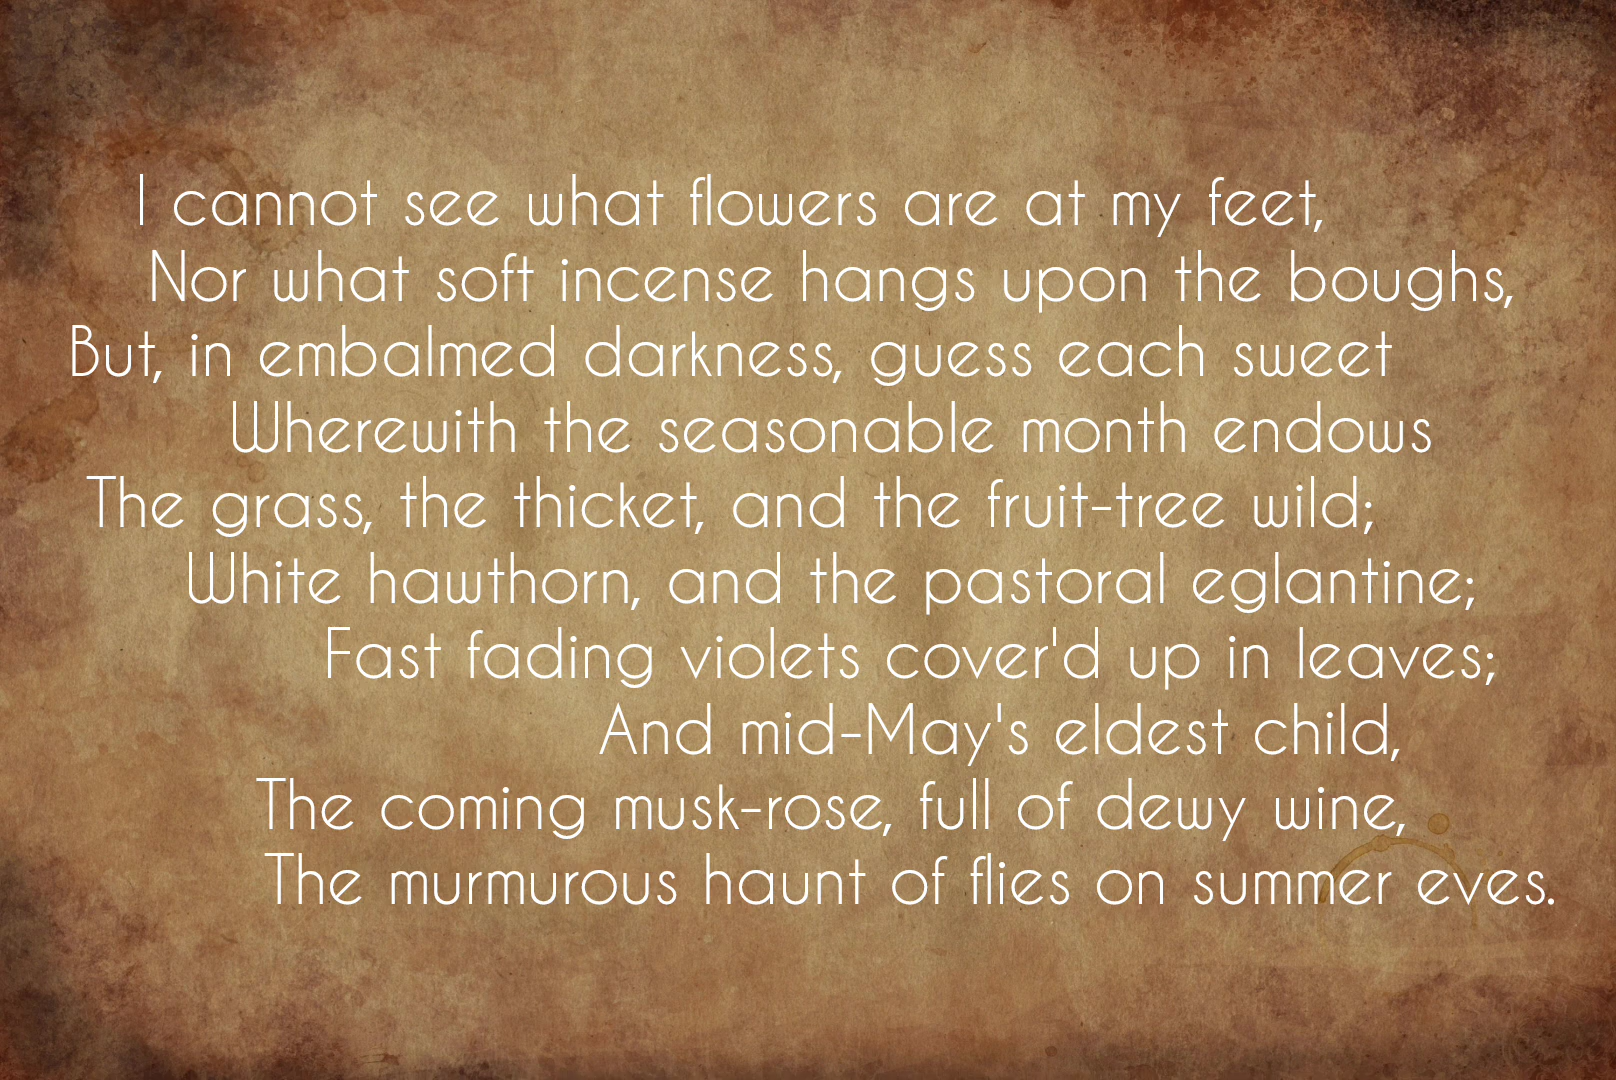 I cannot see what flowers are at my feet,
Nor what soft incense hangs upon the boughs,
But, in embalmed darkness, guess each sweet
Wherewith the seasonable month endows
The grass, the thicket, and the fruit-tree wild;
White hawthorn, and the pastoral eglantine;
Fast fading violets cover'd up in leaves;
And mid-May's eldest child,
The coming musk-rose, full of dewy wine,
The murmurous haunt of flies on summer eves.